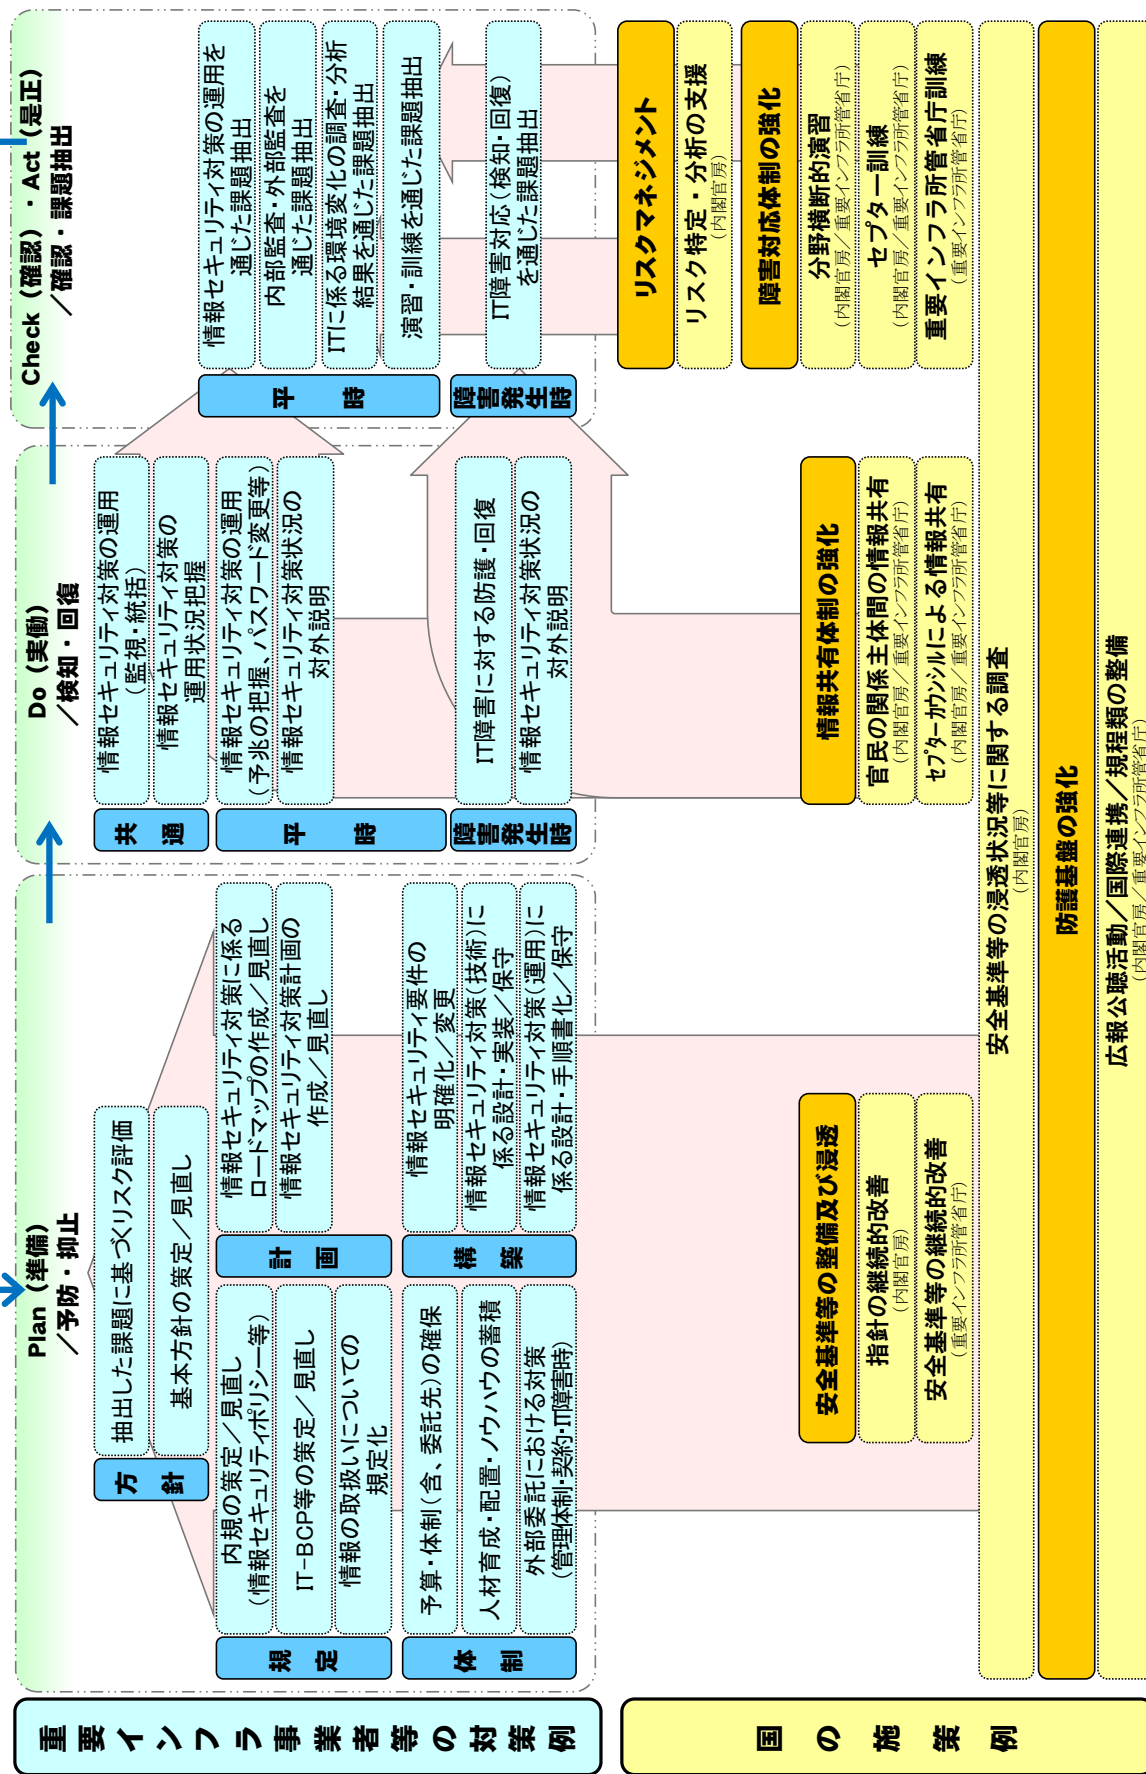 重要インフラ事業者等の対策例
Plan(準備)
/予防・抑止
方針
抽出した課題に基づくリスク評価
基本方針の策定/見直し
規定
内規の策定/見直し
(情報セキュリティポリシー等)
IT-BCP等の策定/見直し
情報の取扱いについての
規定化
計画
情報セキュリティ対策に係る
ロードマップの作成/見直し
情報セキュリティ対策計画の
作成/見直し
体制
予算・体制(含、委託先)の確保
人材育成・配置・ノウハウの蓄積
外部委託における対策
(管理体制・契約・IT障害時)
構築
情報セキュリティ要件の
明確化/変更
情報セキュリティ対策(技術)に
係る設計・実装/保守
情報セキュリティ対策(運用)に
係る設計・手順書化/保守
Do(実働)
/検知・回復
共通
情報セキュリティ対策の運用
(監視・統括)
情報セキュリティ対策の
運用状況把握
平時
情報セキュリティ対策の運用
(予兆の把握、パスワード変更等)
情報セキュリティ対策状況の
対外説明
障害発生時
IT障害に対する防護・回復
情報セキュリティ対策状況の
対外説明
Check(確認)・Act(是正)
/確認・課題抽出
平時
情報セキュリティ対策の運用を
通じた課題抽出
内部監査・外部監査を
通じた課題抽出
ITに係る環境変化の調査・分析
結果を通じた課題抽出
演習・訓練を通じた課題抽出
障害発生時
IT障害対応(検知・回復)
を通じた課題抽出
国の施策例
安全基準等の整備及び浸透
指針の継続的改善
(内閣官房)
安全基準等の継続的改善
(重要インフラ所管省庁)
情報共有体制の強化
官民の関係主体間の情報共有
(内閣官房/重要インフラ所管省庁)
セプターカウンシルによる情報共有
(内閣官房/重要インフラ所管省庁)
リスクマネジメント
リスク特定・分析の支援
(内閣官房)
障害対応体制の強化
分野横断的演習
(内閣官房/重要インフラ所管省庁)
セプター訓練
(内閣官房/重要インフラ所管省庁)
重要インフラ所管省庁訓練
(重要インフラ所管省庁)
安全基準等の浸透状況等に関する調査
(内閣官房)
防護基盤の強化
広報公聴活動/国際連携/規程類の整備
(内閣官房/重要インフラ所管省庁)